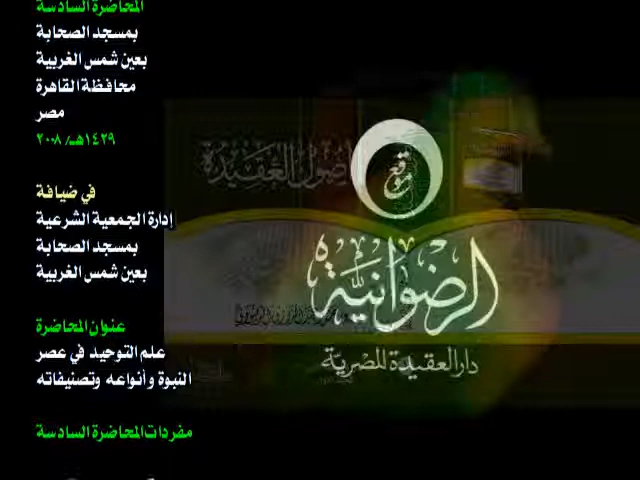 المحاضرة السادسة
بمسجد الصحابة
بعين شمس الغربية
محافظة القاهرة
مصر
١٤٢٩هـ/ ٢٠٠٨
في ضيافة
إدارة الجمعية الشرعية
بمسجد الصحابة
بعين شمس الغربية
عنوان المحاضرة
علم التوحيد في عصر
النبوة وأنواعه وتصنيفاته
مفردات المحاضرة السادسة
أصول العقيدة
موقع
الرضوانية
دار العقيدة المصرية